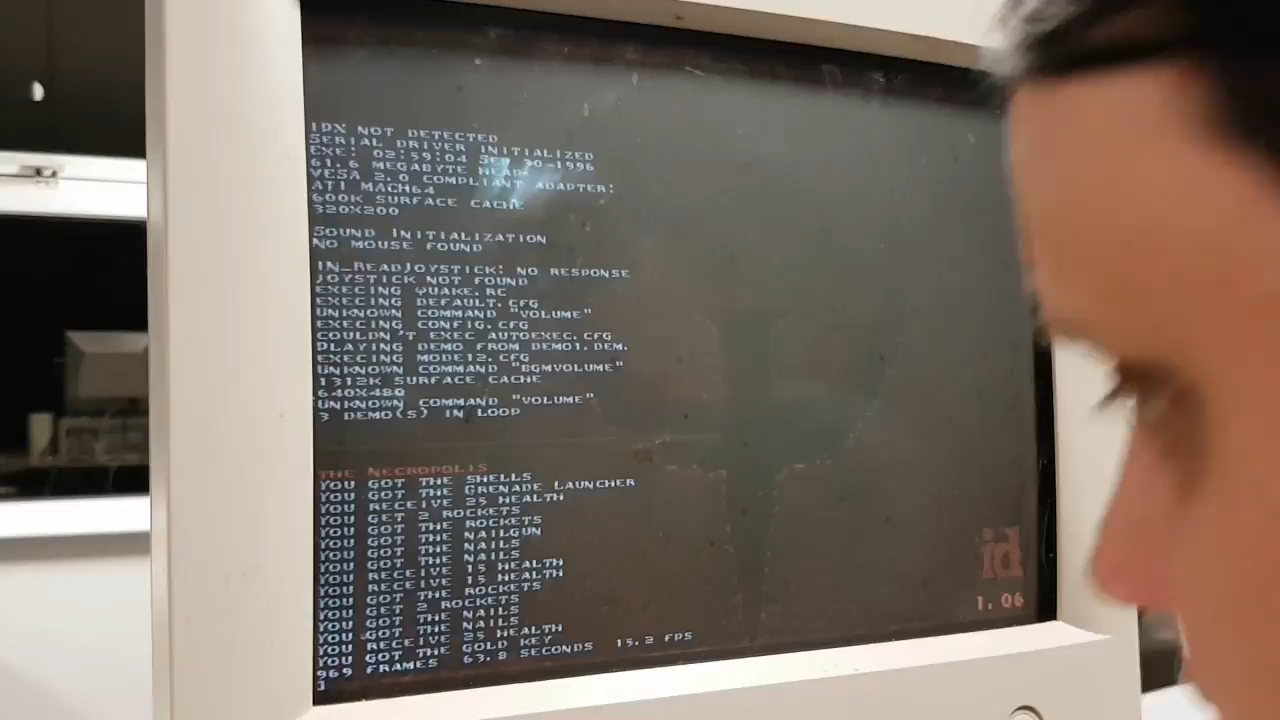 IPX NOT DETECTED
SERIAL DRIVER INITIALIZED
EXE: 02:59:04 SEP 30 1996
61.6 MEGABYTE HEAP
VESA 2.0 COMPLIANT ADAPTER:
ATI MACH64
600K SURFACE CACHE
320X200
SOUND INITIALIZATION
NO MOUSE FOUND
IN_READJOYSTICK: NO RESPONSE
JOYSTICK NOT FOUND
EXECING QUAKE.RC
EXECING DEFAULT.CFG
UNKNOWN COMMAND "VOLUME"
EXECING CONFIG.CFG
COULDN'T EXEC AUTOEXEC.CFG
PLAYING DEMO FROM DEMO1.DEM.
EXECING MODE12.CFG
UNKNOWN COMMAND "BGMVOLUME"
1312K SURFACE CACHE
640X480
UNKNOWN COMMAND "VOLUME"
3 DEMO(S) IN LOOP
THE NECROPOLIS
YOU GOT THE SHELLS
YOU GOT THE GRENADE LAUNCHER
YOU RECEIVE 25 HEALTH
YOU GET 2 ROCKETS
YOU GOT THE ROCKETS
YOU GOT THE NAILGUN
YOU GOT THE NAILS
YOU GOT THE NAILS
YOU RECEIVE 15 HEALTH
YOU RECEIVE 15 HEALTH
YOU GOT THE ROCKETS
YOU GET 2 ROCKETS
YOU GOT THE NAILS
YOU GOT THE NAILS
YOU RECEIVE 25 HEALTH
YOU GOT THE GOLD KEY
969 FRAMES 63.8 SECONDS 15.2 FPS
]
id
1.06